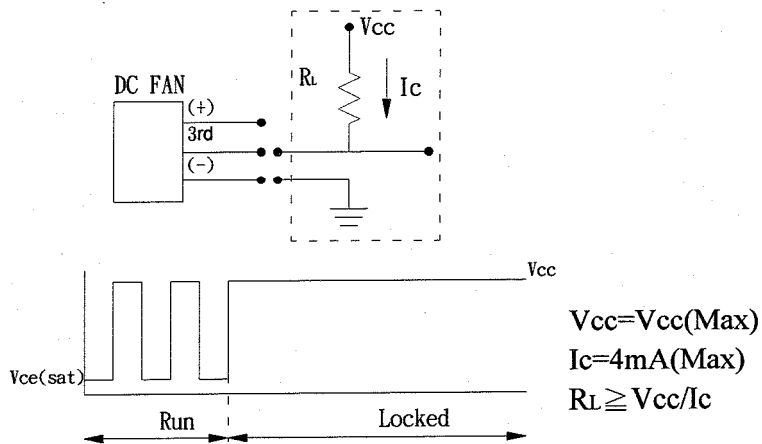 Vcc
RL
Ic
DC FAN
(+)
3rd
(-)
Vcc
Vce(sat)
Run
Locked
Vcc=Vcc(Max)
Ic=4mA(Max)
RL≧Vcc/Ic